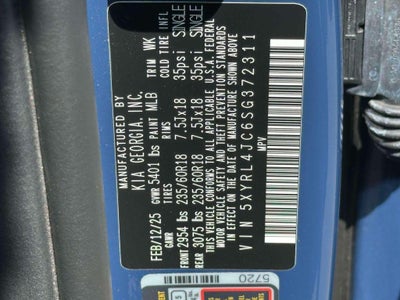 MANUFACTURED BY
KIA GEORGIA, INC.
FEB/12/25 GVWR 5401 lbs PAINT MLB TRIM WK
GAWR TIRES RIMS COLD TIRE INFL
FRONT 2954 lbs 235/60R18 7.5JX18 35psi SINGLE
REAR 3075 lbs 235/60R18 7.5JX18 35psi SINGLE
THIS VEHICLE CONFORMS TO ALL APPLICABLE U.S.A. FEDERAL
MOTOR VEHICLE SAFETY AND THEFT PREVENTION STANDARDS
IN EFFECT ON THE DATE OF MANUFACTURE SHOWN ABOVE
MPV
VIN 5XYRL4JC6SG372311
5720